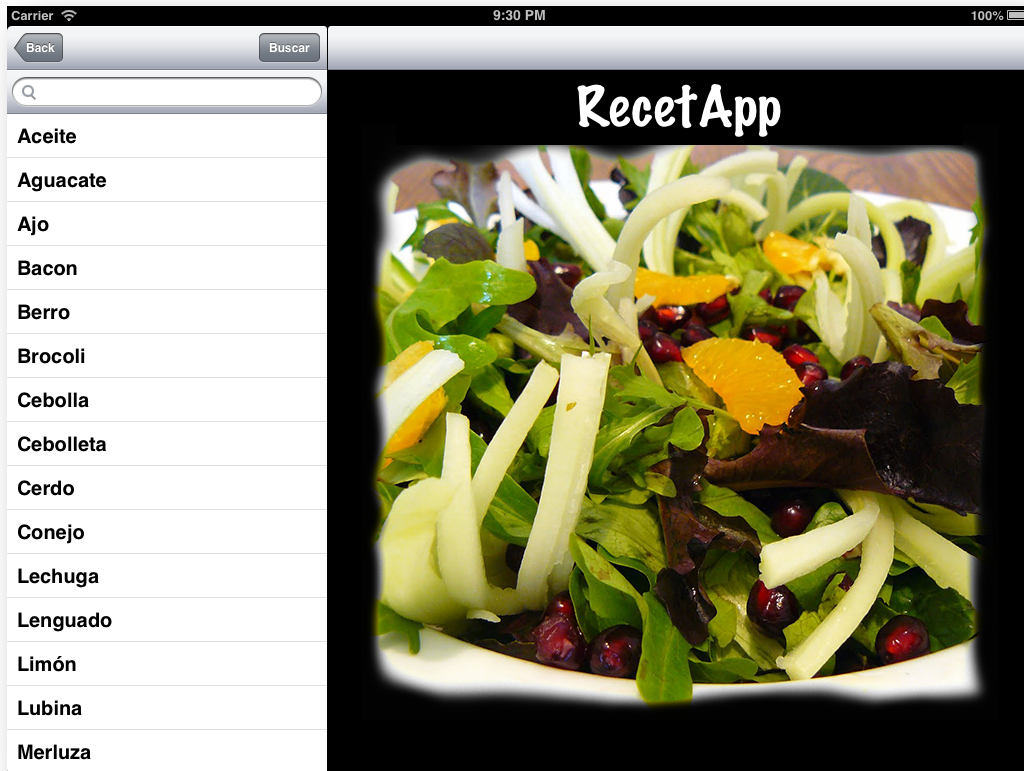 Carrier 9:30 PM 100%
Back Buscar
RecetApp
Aceite
Aguacate
Ajo
Bacon
Berro
Brocoli
Cebolla
Cebolleta
Cerdo
Conejo
Lechuga
Lenguado
Limón
Lubina
Merluza